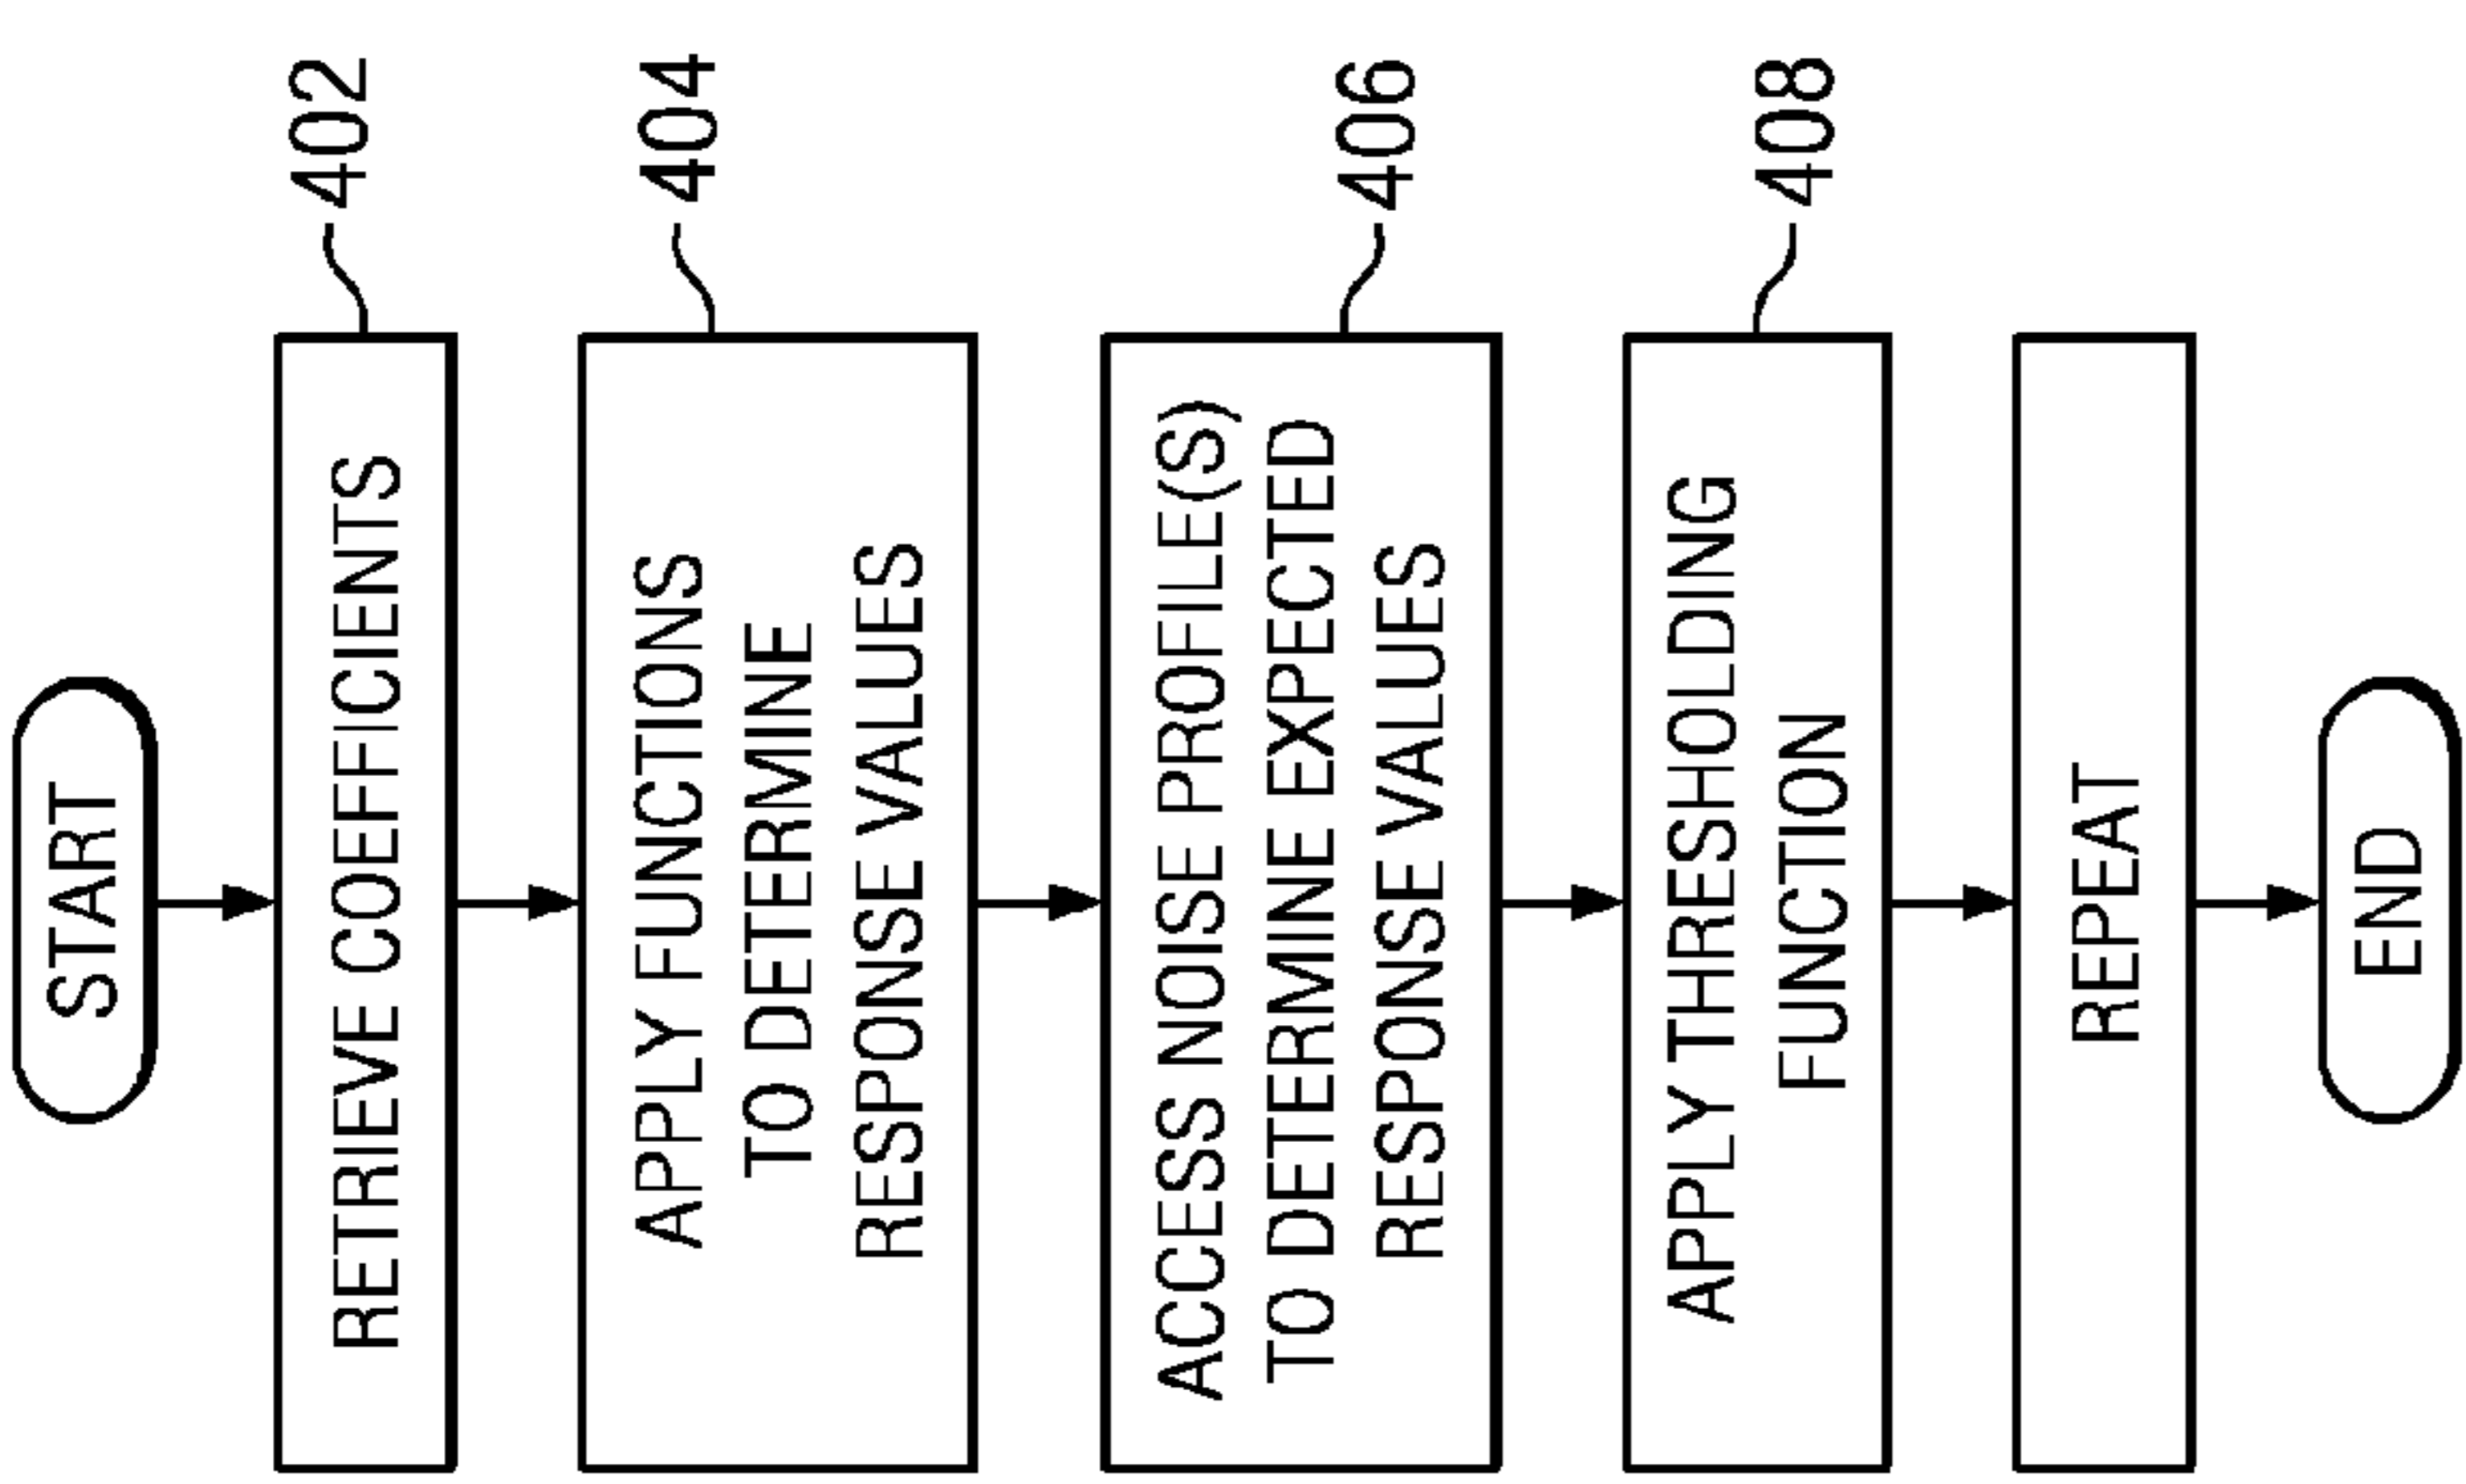 START
402
RETRIEVE COEFFICIENTS
404
APPLY FUNCTIONS
TO DETERMINE
RESPONSE VALUES
406
ACCESS NOISE PROFILE(S)
TO DETERMINE EXPECTED
RESPONSE VALUES
408
APPLY THRESHOLDING
FUNCTION
REPEAT
END